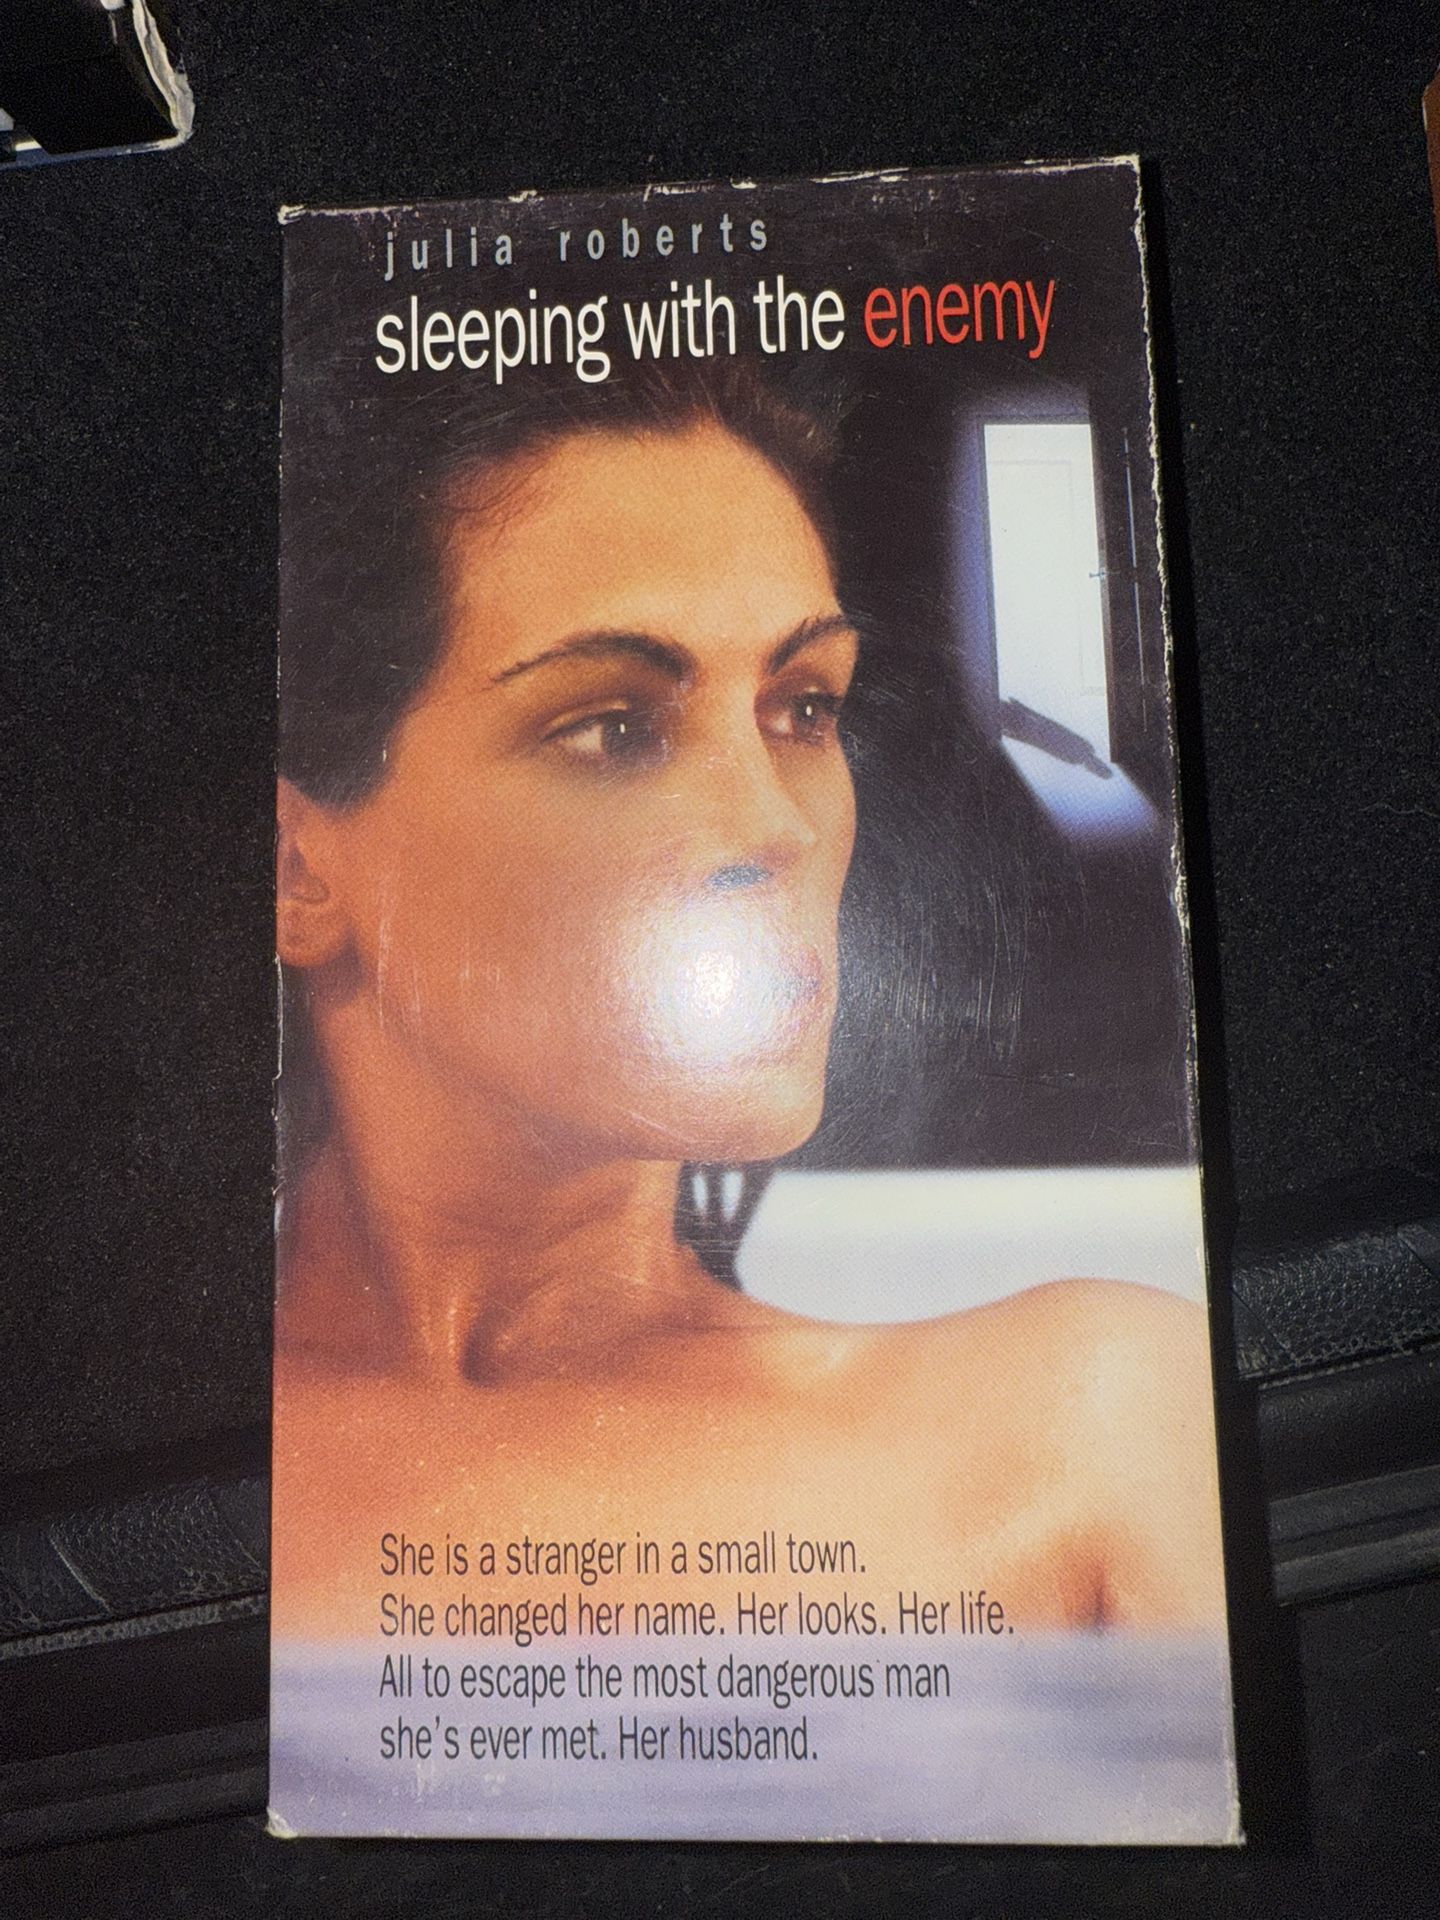 julia roberts
sleeping with the enemy
She is a stranger in a small town.
She changed her name. Her looks. Her life.
All to escape the most dangerous man
she's ever met. Her husband.